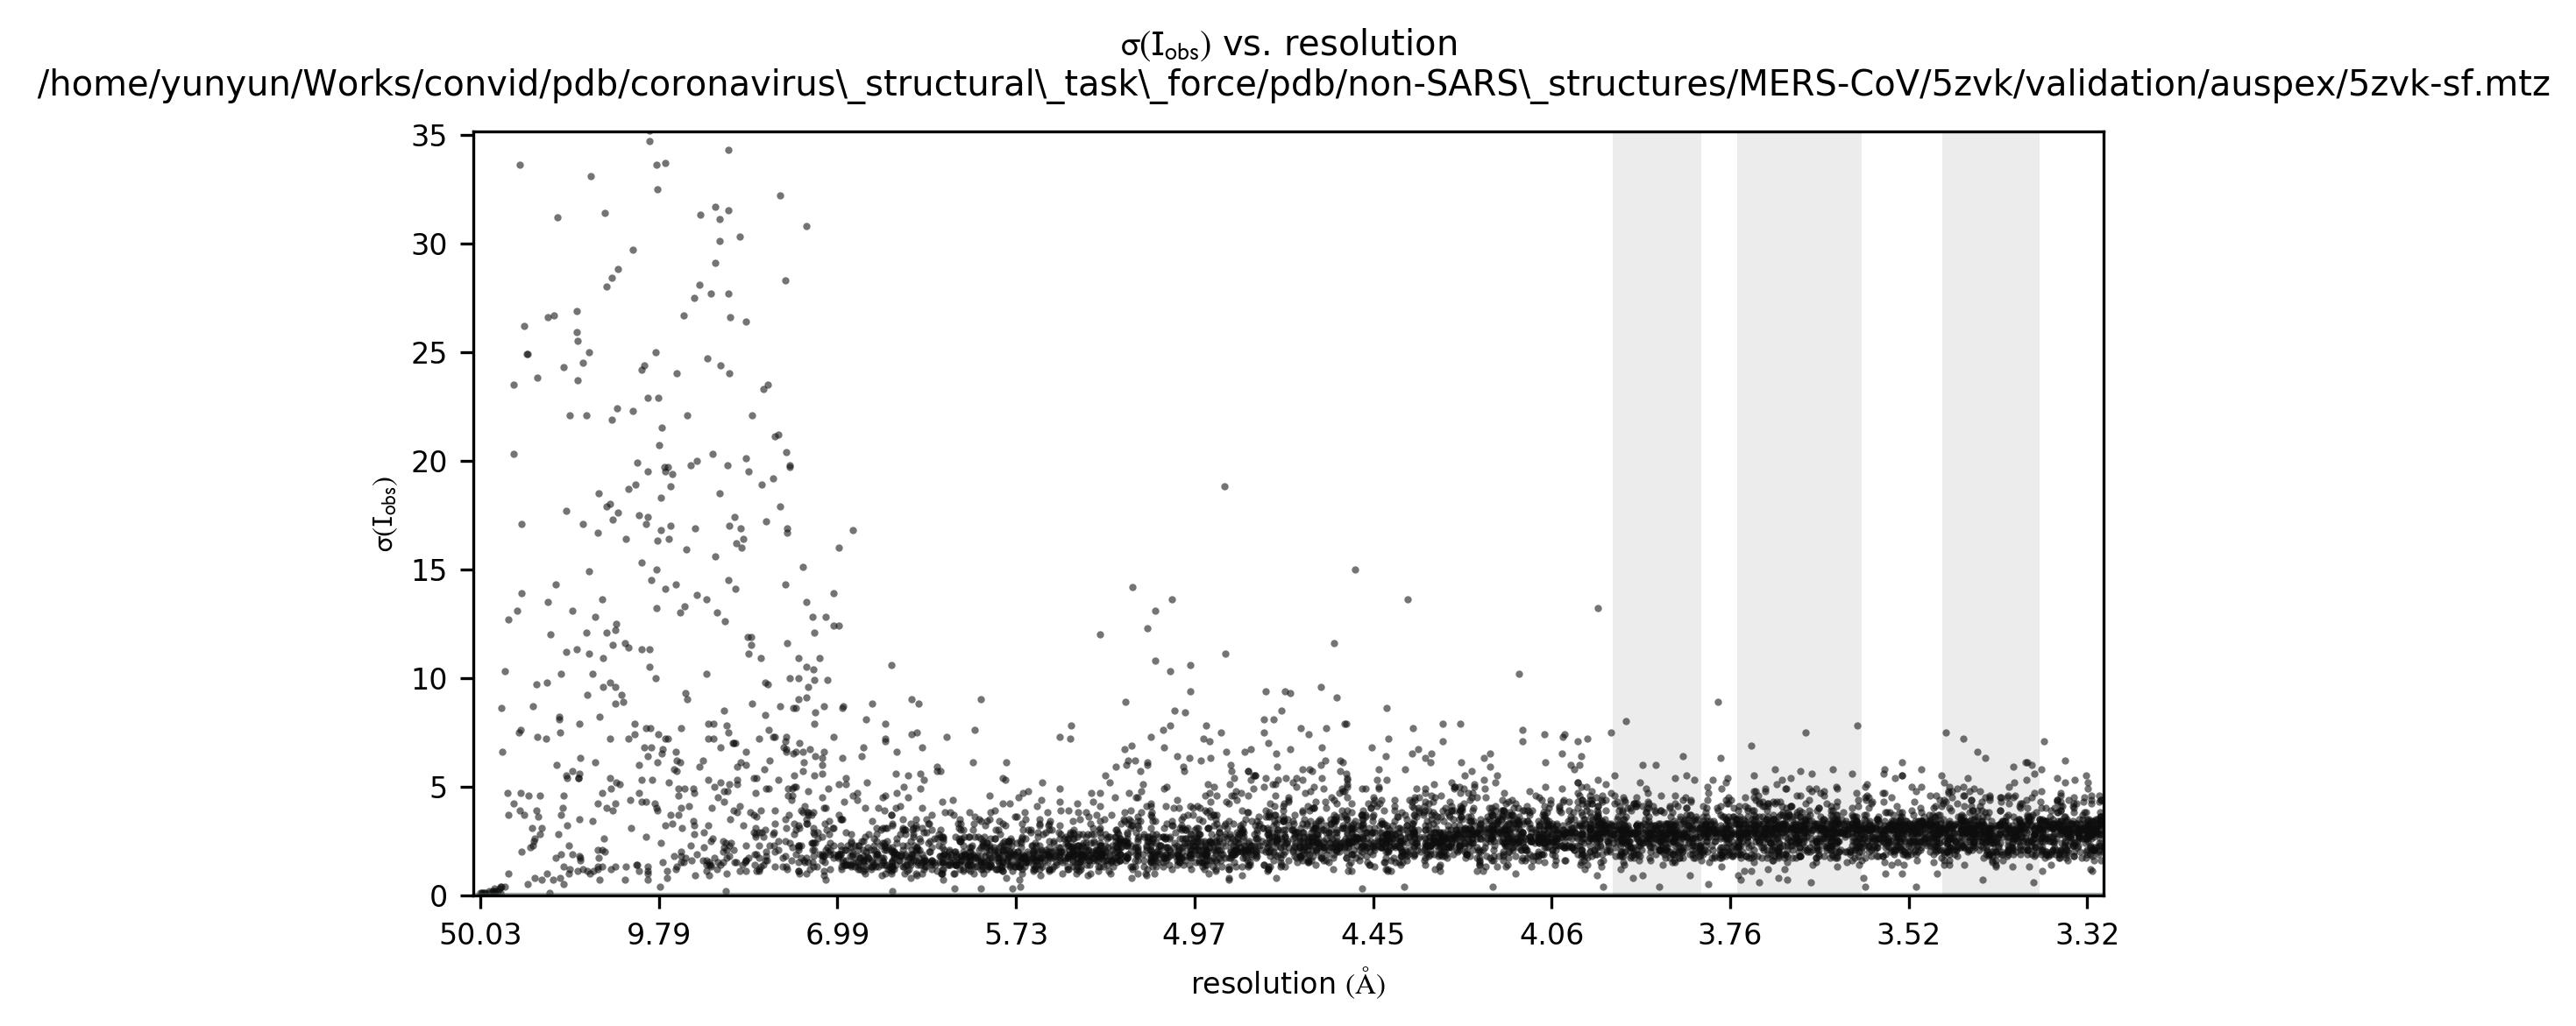 σ(I_obs) vs. resolution
/home/yunyun/Works/convid/pdb/coronavirus\_structural\_task\_force/pdb/non-SARS\_structures/MERS-CoV/5zvk/validation/auspex/5zvk-sf.mtz
35
30
25
20
15
10
5
0
σ(I_obs)
50.03 9.79 6.99 5.73 4.97 4.45 4.06 3.76 3.52 3.32
resolution (Å)